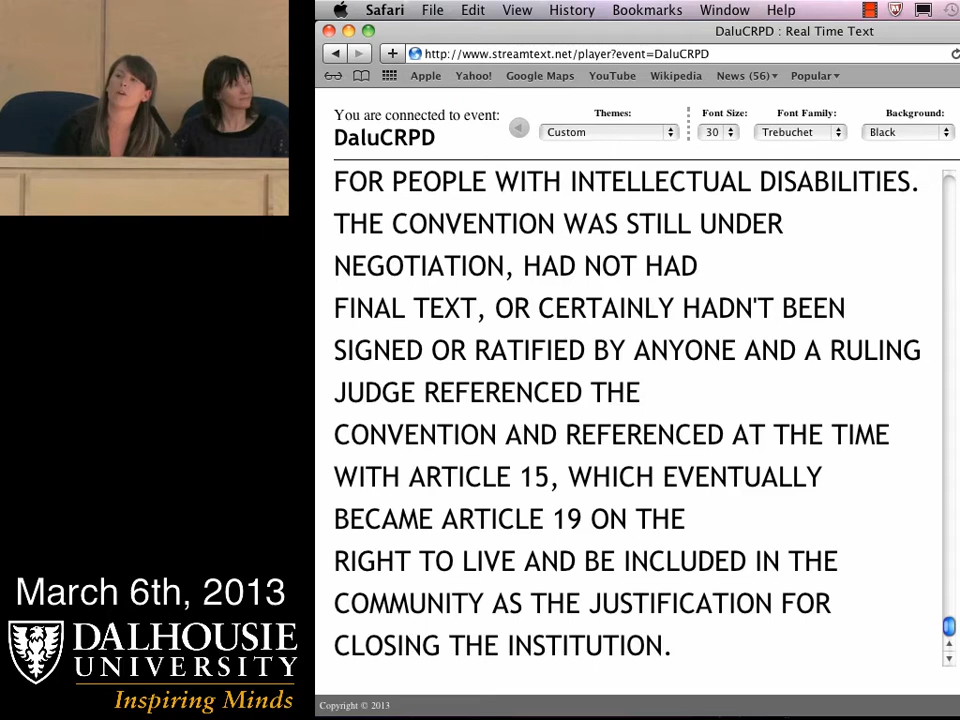 Safari File Edit View History Bookmarks Window Help
DaluCRPD : Real Time Text
http://www.streamtext.net/player?event=DaluCRPD
Apple Yahoo! Google Maps YouTube Wikipedia News (56) Popular
You are connected to event:
DaluCRPD
Themes: Font Size: Font Family: Background:
Custom 30 Trebuchet Black
FOR PEOPLE WITH INTELLECTUAL DISABILITIES.
THE CONVENTION WAS STILL UNDER
NEGOTIATION, HAD NOT HAD
FINAL TEXT, OR CERTAINLY HADN'T BEEN
SIGNED OR RATIFIED BY ANYONE AND A RULING
JUDGE REFERENCED THE
CONVENTION AND REFERENCED AT THE TIME
WITH ARTICLE 15, WHICH EVENTUALLY
BECAME ARTICLE 19 ON THE
RIGHT TO LIVE AND BE INCLUDED IN THE
COMMUNITY AS THE JUSTIFICATION FOR
CLOSING THE INSTITUTION.
Copyright © 2013
March 6th, 2013
DALHOUSIE
UNIVERSITY
Inspiring Minds